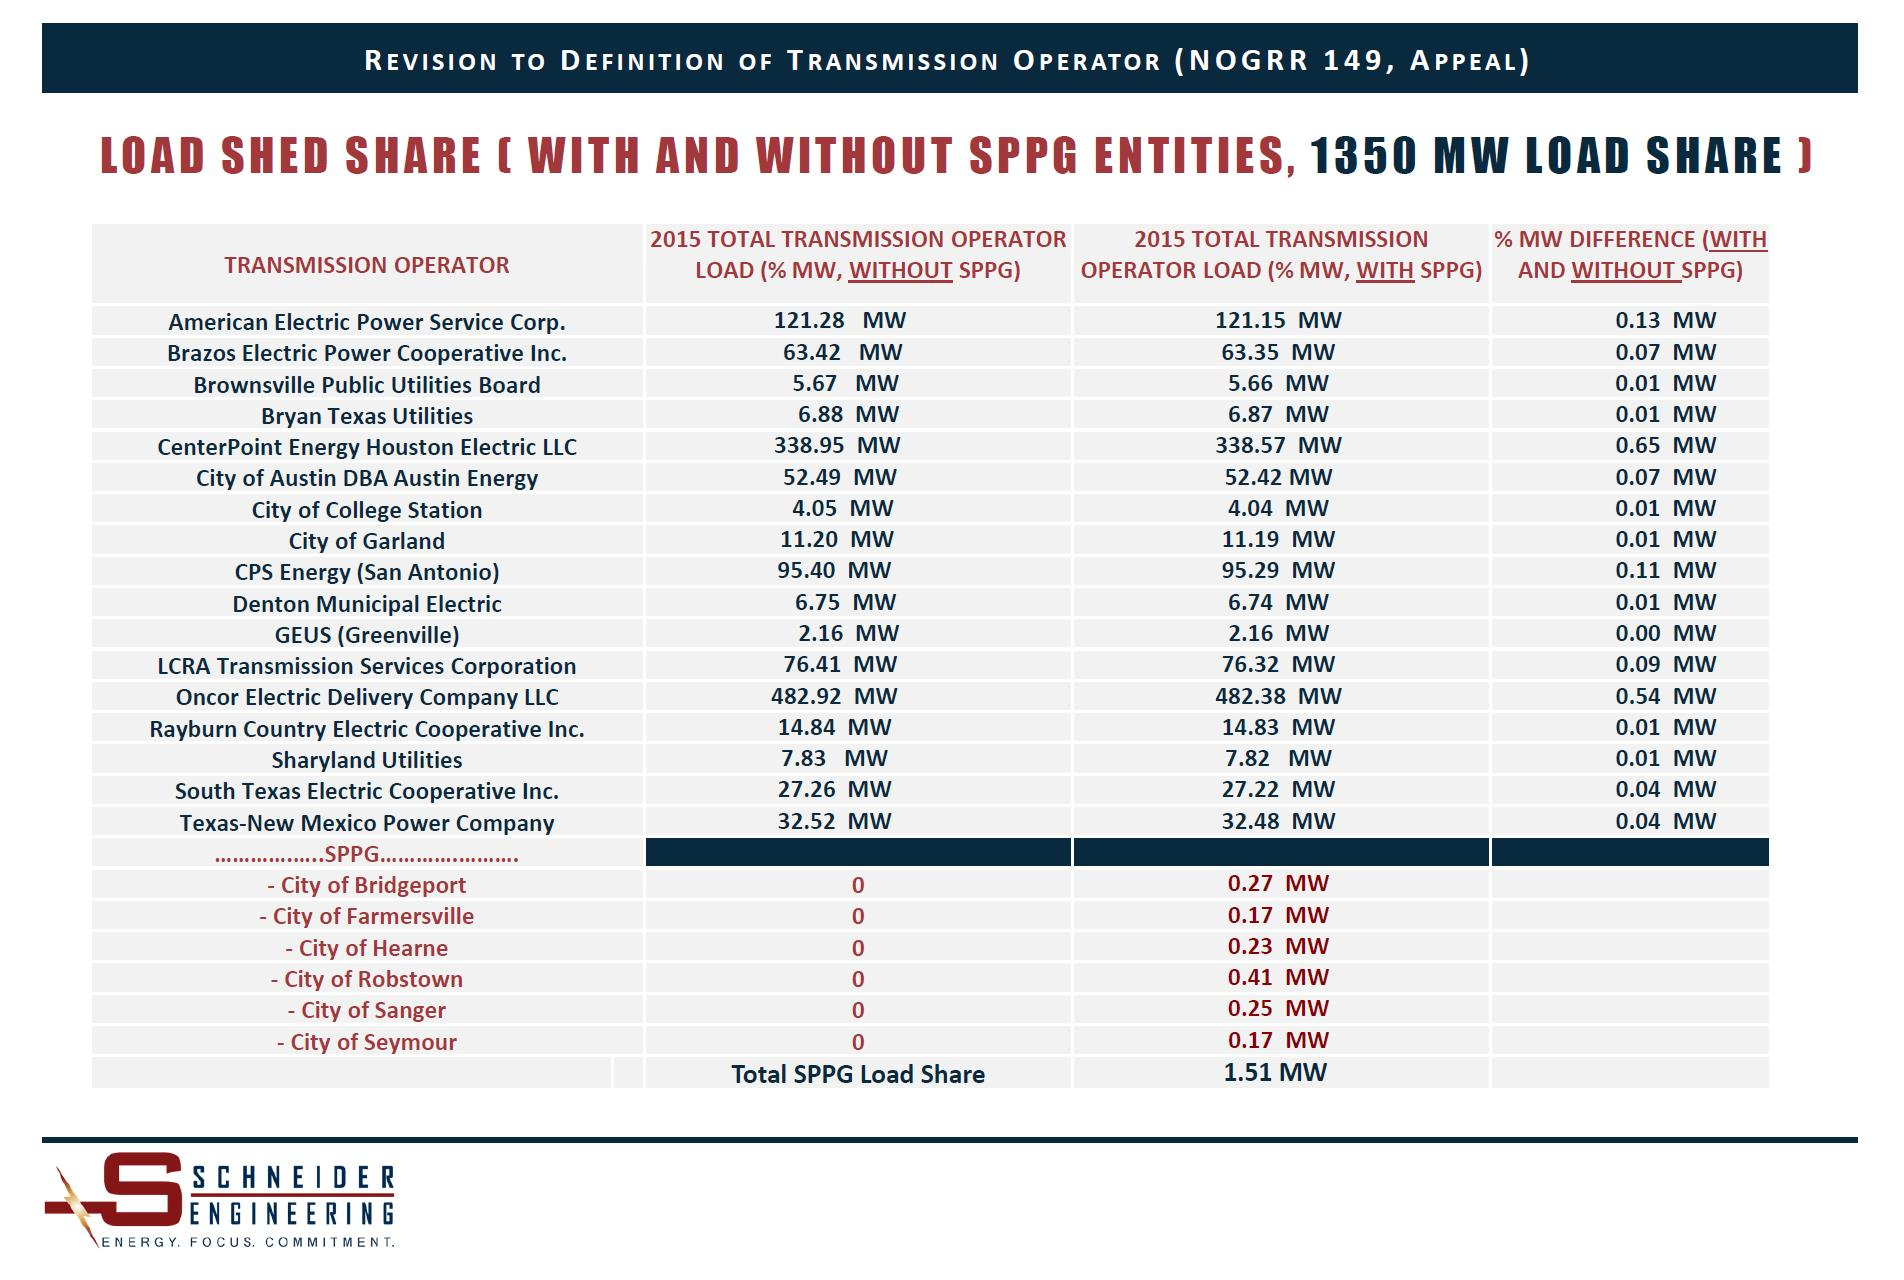 REVISION TO DEFINITION OF TRANSMISSION OPERATOR (NOGRR 149, APPEAL)
LOAD SHED SHARE ( WITH AND WITHOUT SPPG ENTITIES, 1350 MW LOAD SHARE )
TRANSMISSION OPERATOR
2015 TOTAL TRANSMISSION OPERATOR
LOAD (% MW, WITHOUT SPPG)
2015 TOTAL TRANSMISSION
OPERATOR LOAD (% MW, WITH SPPG)
% MW DIFFERENCE (WITH
AND WITHOUT SPPG)
American Electric Power Service Corp. 121.28 MW 121.15 MW 0.13 MW
Brazos Electric Power Cooperative Inc. 63.42 MW 63.35 MW 0.07 MW
Brownsville Public Utilities Board 5.67 MW 5.66 MW 0.01 MW
Bryan Texas Utilities 6.88 MW 6.87 MW 0.01 MW
CenterPoint Energy Houston Electric LLC 338.95 MW 338.57 MW 0.65 MW
City of Austin DBA Austin Energy 52.49 MW 52.42 MW 0.07 MW
City of College Station 4.05 MW 4.04 MW 0.01 MW
City of Garland 11.20 MW 11.19 MW 0.01 MW
CPS Energy (San Antonio) 95.40 MW 95.29 MW 0.11 MW
Denton Municipal Electric 6.75 MW 6.74 MW 0.01 MW
GEUS (Greenville) 2.16 MW 2.16 MW 0.00 MW
LCRA Transmission Services Corporation 76.41 MW 76.32 MW 0.09 MW
Oncor Electric Delivery Company LLC 482.92 MW 482.38 MW 0.54 MW
Rayburn Country Electric Cooperative Inc. 14.84 MW 14.83 MW 0.01 MW
Sharyland Utilities 7.83 MW 7.82 MW 0.01 MW
South Texas Electric Cooperative Inc. 27.26 MW 27.22 MW 0.04 MW
Texas-New Mexico Power Company 32.52 MW 32.48 MW 0.04 MW
………………..SPPG………………….
- City of Bridgeport 0 0.27 MW
- City of Farmersville 0 0.17 MW
- City of Hearne 0 0.23 MW
- City of Robstown 0 0.41 MW
- City of Sanger 0 0.25 MW
- City of Seymour 0 0.17 MW
Total SPPG Load Share 1.51 MW
S SCHNEIDER
ENGINEERING
ENERGY. FOCUS. COMMITMENT.